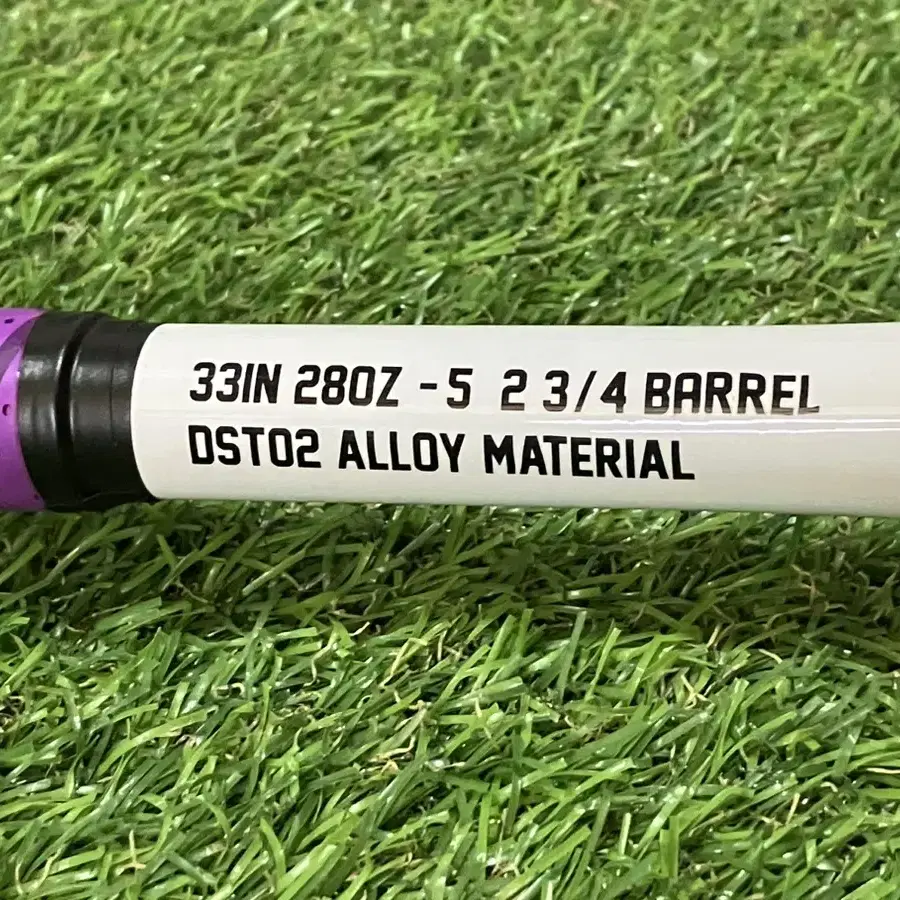 33IN 28OZ -5 2 3/4 BARREL
DST02 ALLOY MATERIAL